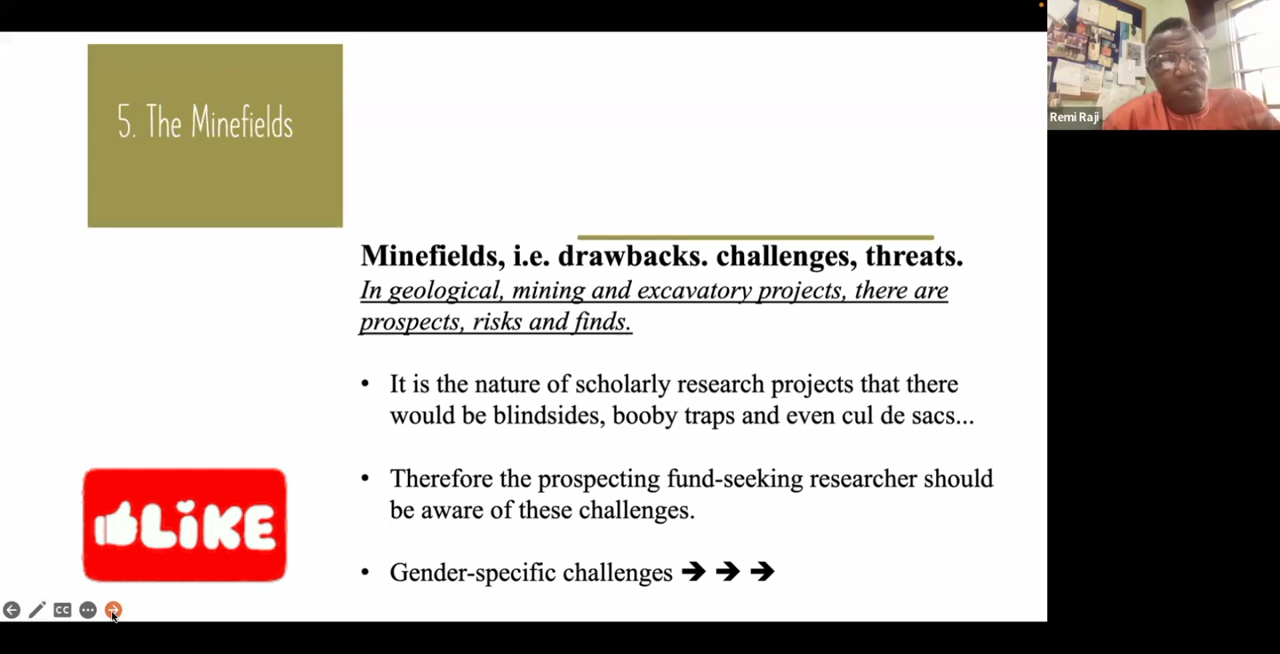 5. The Minefields
Remi Raji
Minefields, i.e. drawbacks. challenges, threats.
In geological, mining and excavatory projects, there are
prospects, risks and finds.
• It is the nature of scholarly research projects that there
would be blindsides, booby traps and even cul de sacs...
• Therefore the prospecting fund-seeking researcher should
be aware of these challenges.
• Gender-specific challenges ➔ ➔ ➔
LiKE
CC